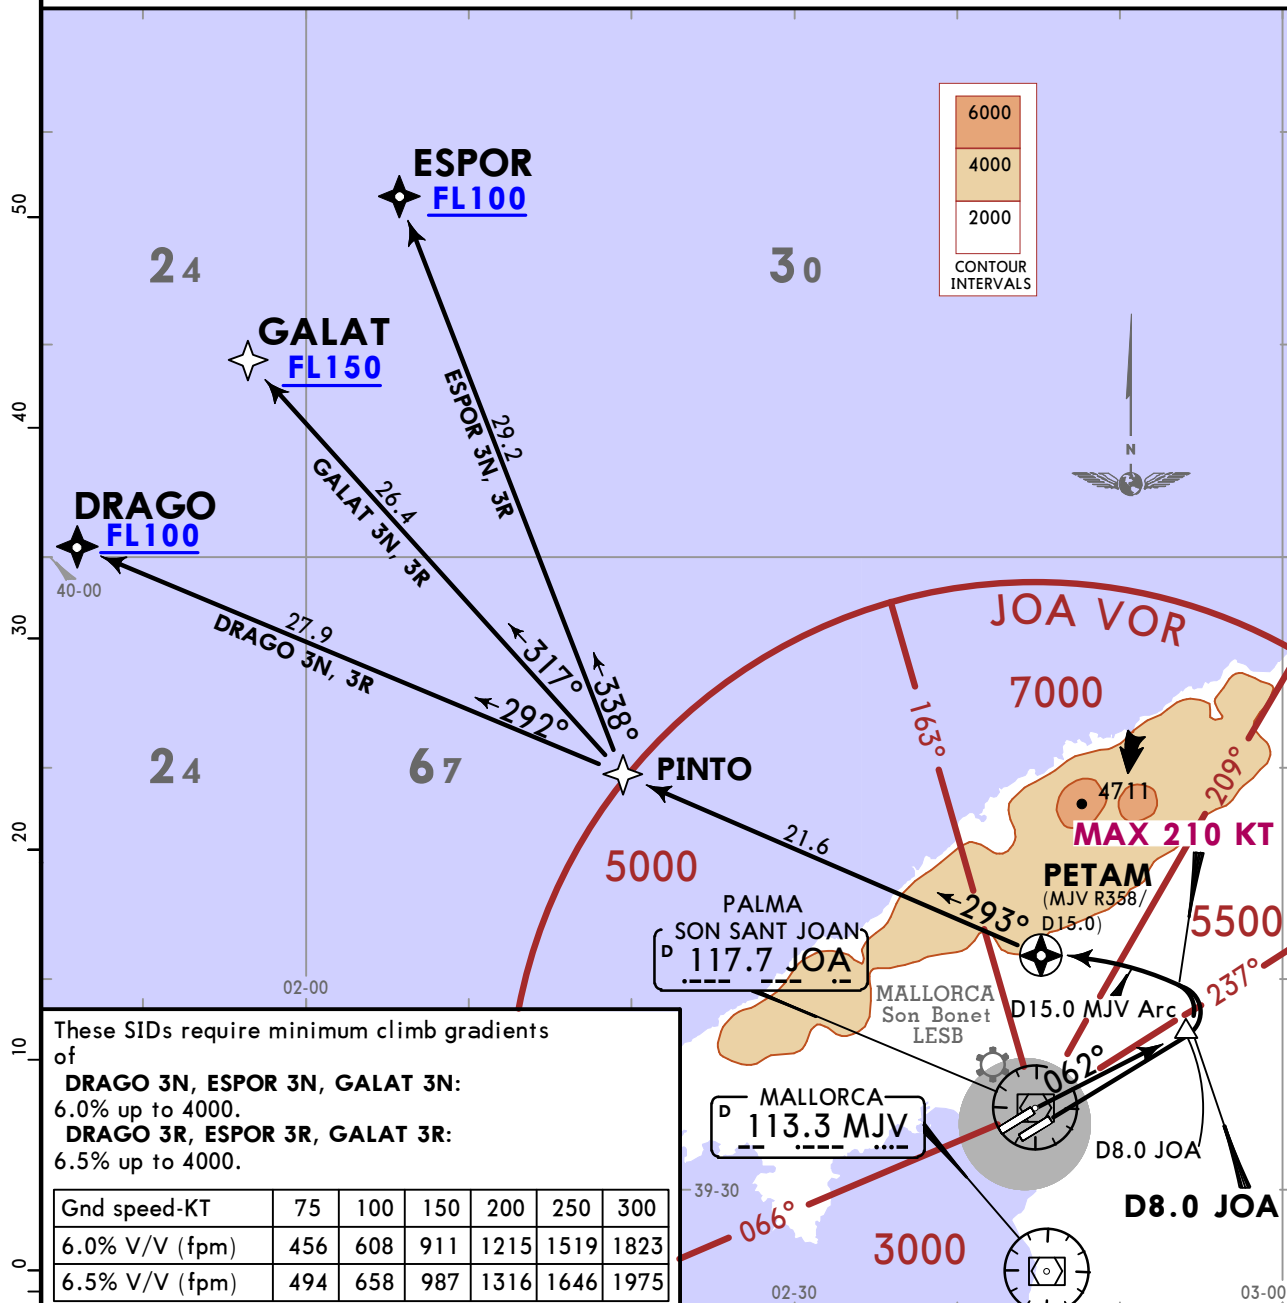 ESPOR
FL100
6000
4000
2000
CONTOUR
INTERVALS
50
24
30
GALAT
FL150
N
40
ESPOR 3N, 3R
29.2
GALAT 3N, 3R
26.4
DRAGO
FL100
40-00
DRAGO 3N, 3R
27.9
30
JOA VOR
317°
338°
292°
7000
163°
209°
24
67
PINTO
4711
MAX 210 KT
20
21.6
5000
PETAM
(MJV R358/
D15.0)
293°
5500
237°
PALMA
SON SANT JOAN
D 117.7 JOA
MALLORCA
Son Bonet
LESB
D15.0 MJV Arc
02-00
10
062°
MALLORCA
D 113.3 MJV
D8.0 JOA
D8.0 JOA
39-30
066°
3000
02-30
03-00
0
These SIDs require minimum climb gradients
of
DRAGO 3N, ESPOR 3N, GALAT 3N:
6.0% up to 4000.
DRAGO 3R, ESPOR 3R, GALAT 3R:
6.5% up to 4000.
Gnd speed-KT 75 100 150 200 250 300
6.0% V/V (fpm) 456 608 911 1215 1519 1823
6.5% V/V (fpm) 494 658 987 1316 1646 1975